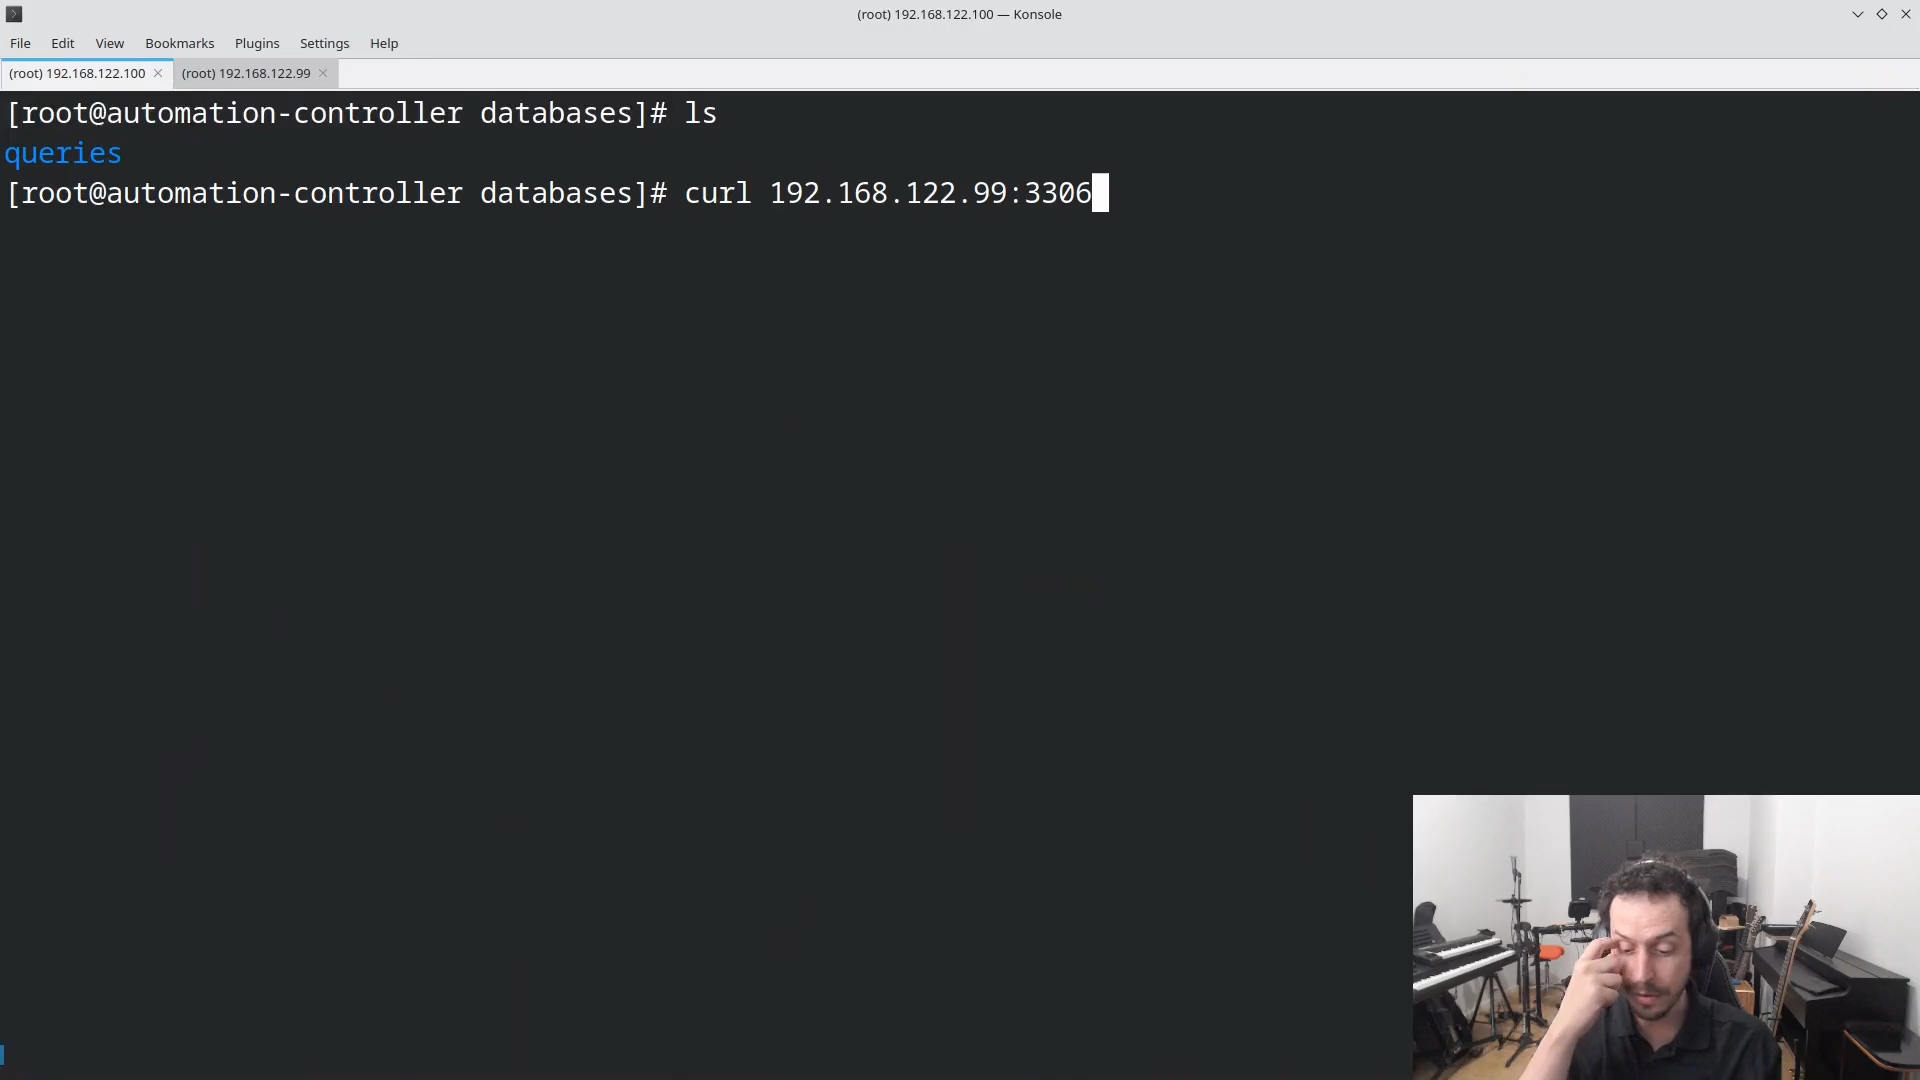 (root) 192.168.122.100 — Konsole
File Edit View Bookmarks Plugins Settings Help
(root) 192.168.122.100 (root) 192.168.122.99
[root@automation-controller databases]# ls
queries
[root@automation-controller databases]# curl 192.168.122.99:3306